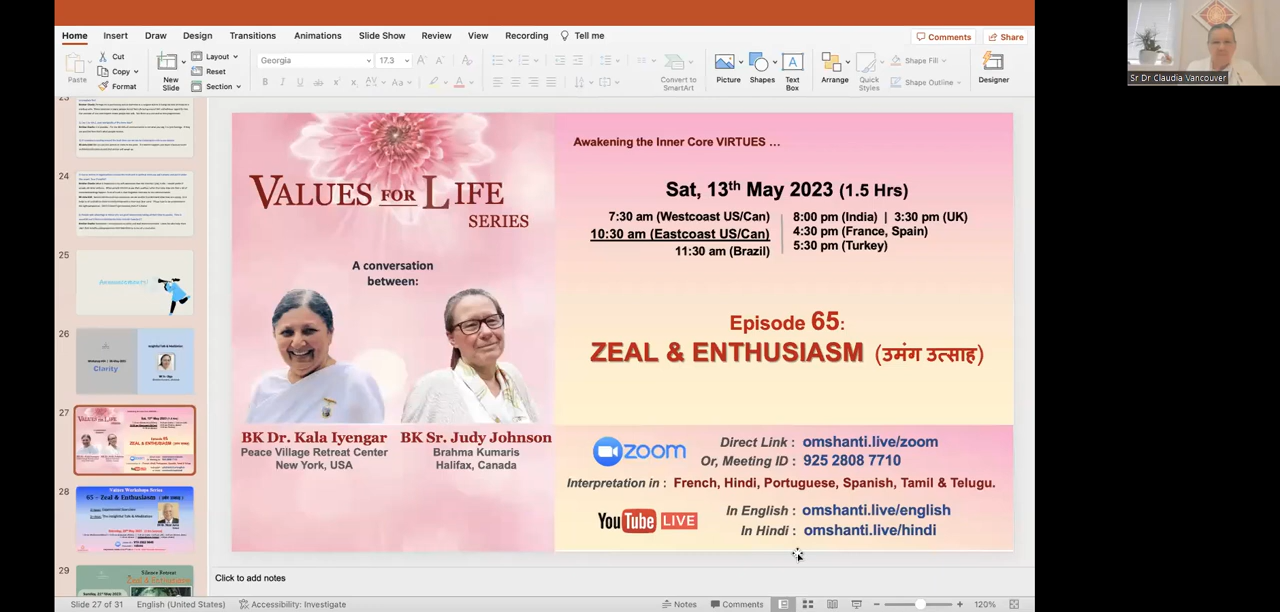 Home Insert Draw Design Transitions Animations Slide Show Review View Recording Tell me
Comments Share
Paste
Cut
Copy
Format
New Slide
Layout
Reset
Section
Georgia 17.3
Convert to SmartArt
Picture
Shapes
Text Box
Arrange
Quick Styles
Shape Fill
Shape Outline
Designer
Sr Dr Claudia Vancouver
23
24
25
26
Clarity
27
28
29
VALUES FOR LIFE
SERIES
A conversation
between:
BK Dr. Kala Iyengar
Peace Village Retreat Center
New York, USA
BK Sr. Judy Johnson
Brahma Kumaris
Halifax, Canada
Awakening the Inner Core VIRTUES ...
Sat, 13th May 2023 (1.5 Hrs)
7:30 am (Westcoast US/Can)
10:30 am (Eastcoast US/Can)
11:30 am (Brazil)
8:00 pm (India) | 3:30 pm (UK)
4:30 pm (France, Spain)
5:30 pm (Turkey)
Episode 65:
ZEAL & ENTHUSIASM (उमंग उत्साह)
zoom
Direct Link : omshanti.live/zoom
Or, Meeting ID : 925 2808 7710
Interpretation in : French, Hindi, Portuguese, Spanish, Tamil & Telugu.
YouTube LIVE
In English : omshanti.live/english
In Hindi : omshanti.live/hindi
Click to add notes
Slide 27 of 31 English (United States) Accessibility: Investigate
Notes Comments 120%